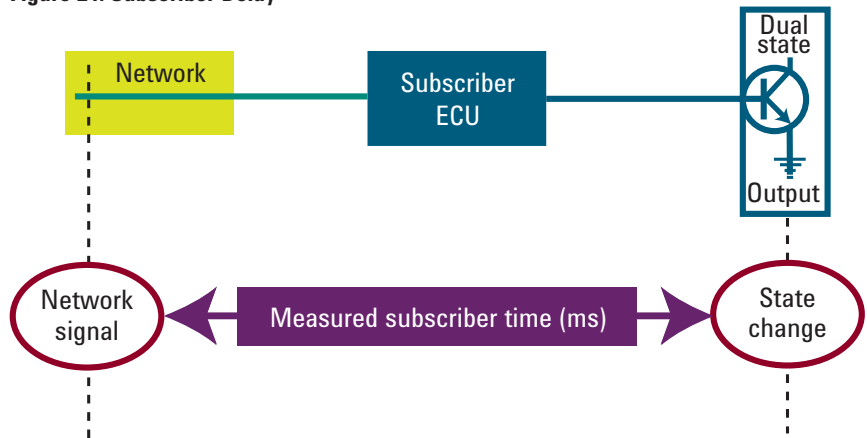 Dual
state
Network
Subscriber
ECU
Output
Network
signal
Measured subscriber time (ms)
State
change